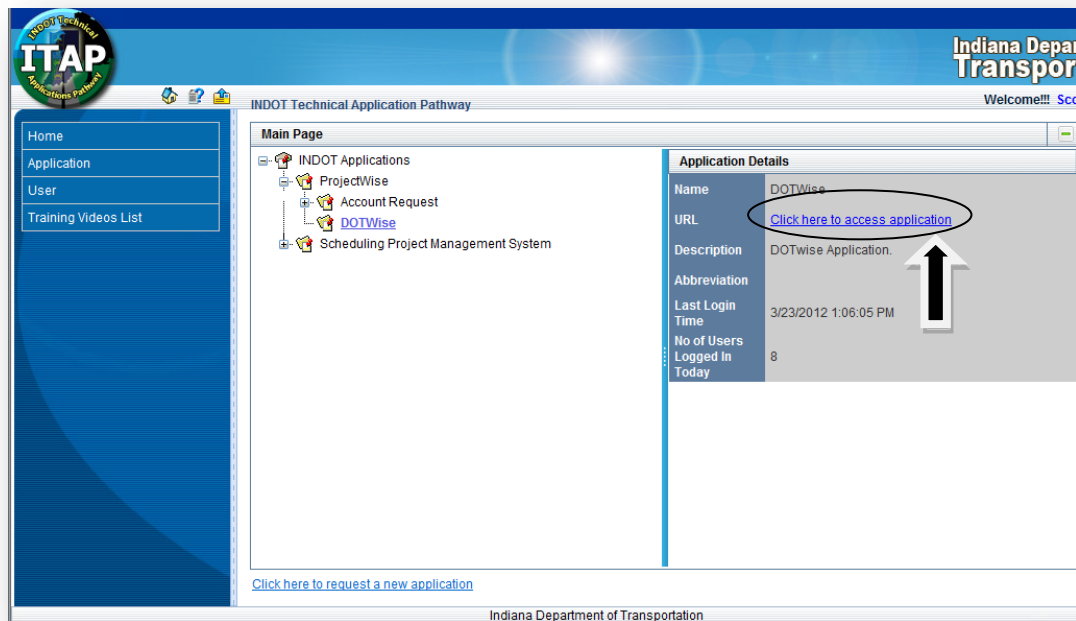 INDOT Technical
ITAP
Applications Pathway
Indiana Depar
Transpor
INDOT Technical Application Pathway
Welcome!!! Sco
Home
Application
User
Training Videos List
Main Page
INDOT Applications
ProjectWise
Account Request
DOTWise
Scheduling Project Management System
Application Details
Name DOTWise
URL Click here to access application
Description DOTwise Application.
Abbreviation
Last Login
Time
3/23/2012 1:06:05 PM
No of Users
Logged In
Today
8
Click here to request a new application
Indiana Department of Transportation